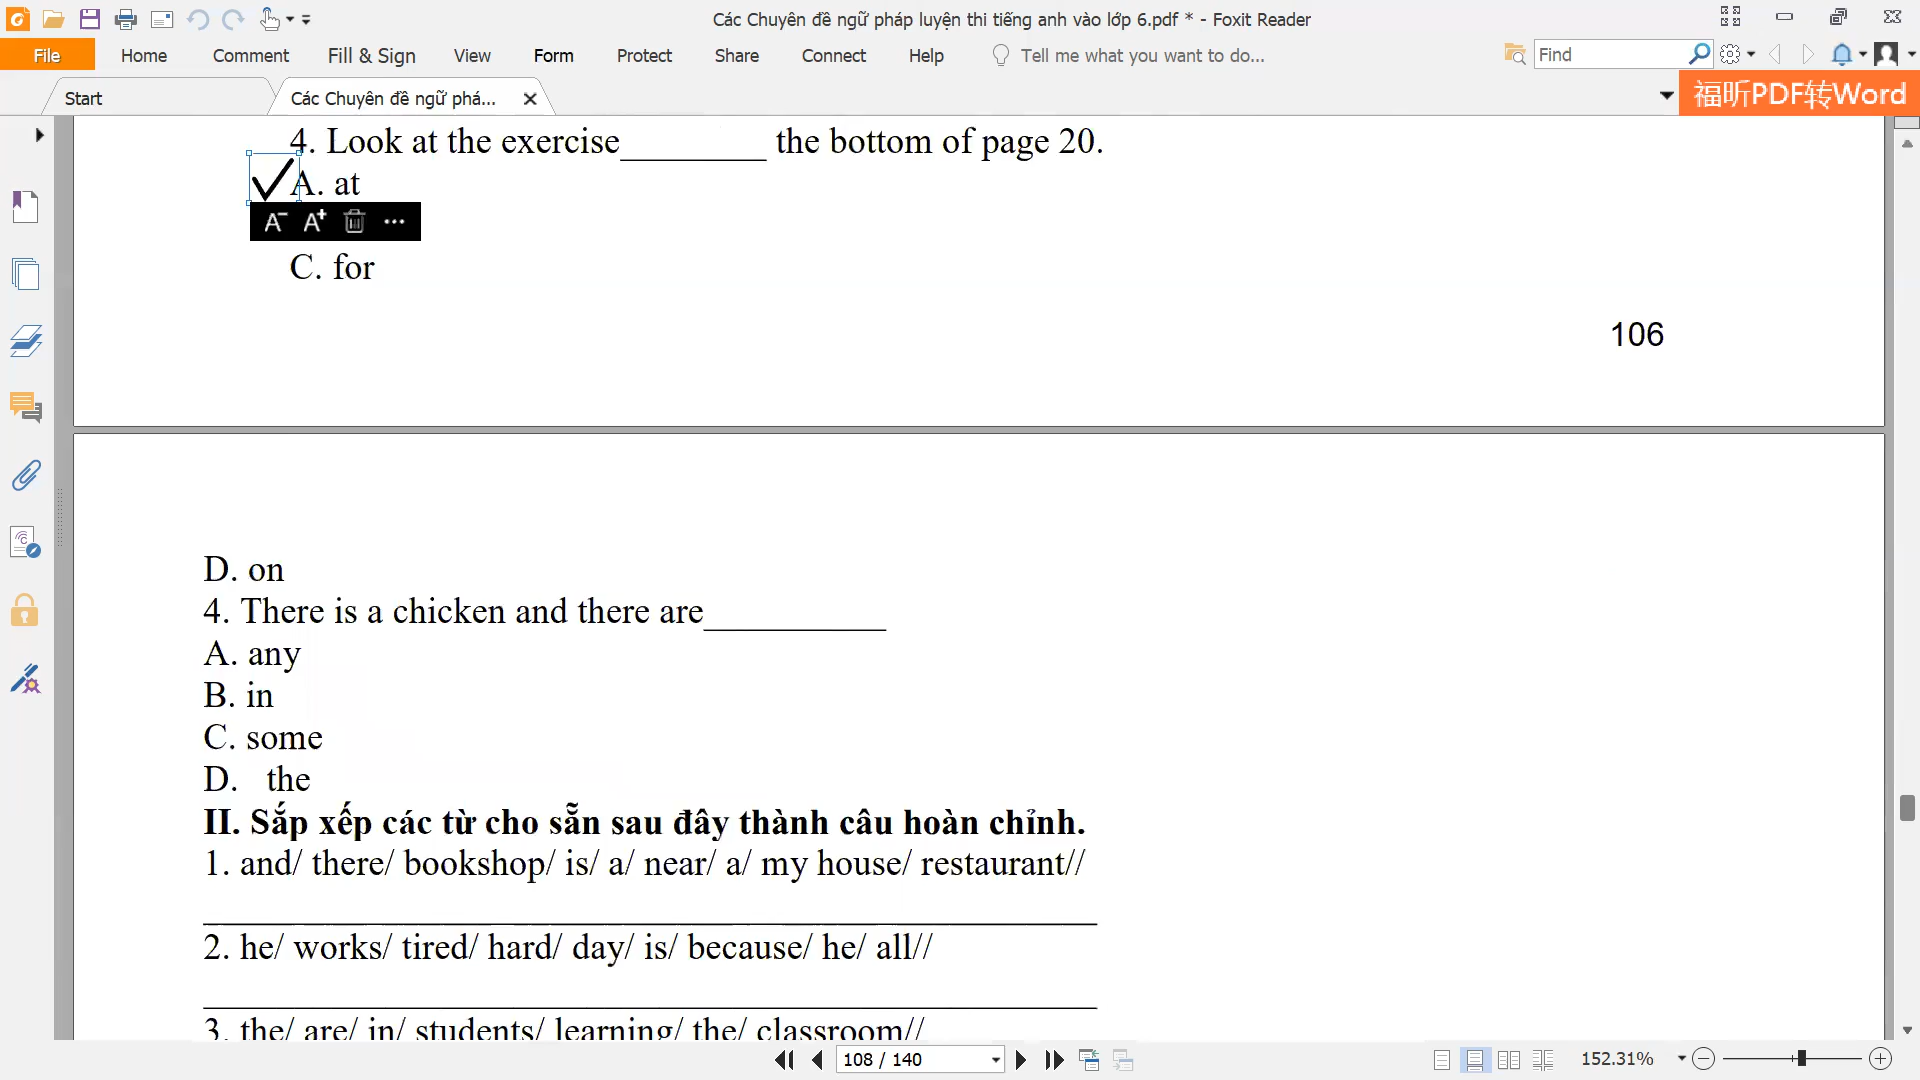 Các Chuyên đề ngữ pháp luyện thi tiếng anh vào lớp 6.pdf * - Foxit Reader
File Home Comment Fill & Sign View Form Protect Share Connect Help Tell me what you want to do... Find
Start Các Chuyên đề ngữ phá... 福昕PDF转Word
4. Look at the exercise________ the bottom of page 20.
A. at
C. for
106
D. on
4. There is a chicken and there are__________
A. any
B. in
C. some
D. the
II. Sắp xếp các từ cho sẵn sau đây thành câu hoàn chỉnh.
1. and/ there/ bookshop/ is/ a/ near/ a/ my house/ restaurant//
2. he/ works/ tired/ hard/ day/ is/ because/ he/ all//
3. the/ are/ in/ students/ learning/ the/ classroom//
108 / 140 152.31%